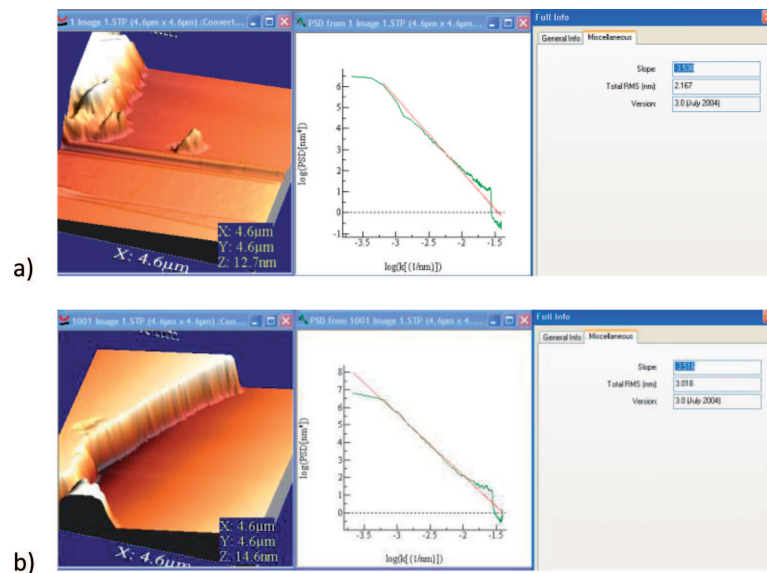 1 Image 1.STP (4.6µm x 4.6µm) :Convert...
PSD from 1 Image 1.STP (4.6µm x 4.6µm...
Full Info
General Info
Miscellaneous
Slope:
Total RMS (nm):
2.167
Version:
3.0 (July 2004)
X: 4.6µm
Y: 4.6µm
Z: 12.7nm
X: 4.6µm
log(PSD[nm⁴]
6
5
4
3
2
1
0
-1
-3.5
-3
-2.5
-2
-1.5
log(k[(1/nm)])
a)
1001 Image 1.STP (4.6µm x 4.6µm) :Con...
PSD from 1001 Image 1.STP (4.6µm x 4....
Full Info
General Info
Miscellaneous
Slope:
Total RMS (nm):
3.018
Version:
3.0 (July 2004)
X: 4.6µm
Y: 4.6µm
Z: 14.6nm
X: 4.6µm
log(PSD[nm⁴]
8
7
6
5
4
3
2
1
0
-3.5
-3
-2.5
-2
-1.5
log(k[(1/nm)])
b)